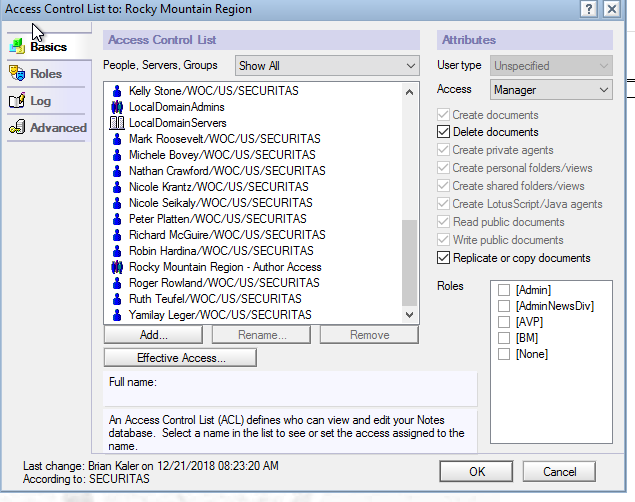 Access Control List to: Rocky Mountain Region
?
Basics
Roles
Log
Advanced
Access Control List
People, Servers, Groups
Show All
Kelly Stone/WOC/US/SECURITAS
LocalDomainAdmins
LocalDomainServers
Mark Roosevelt/WOC/US/SECURITAS
Michele Bovey/WOC/US/SECURITAS
Nathan Crawford/WOC/US/SECURITAS
Nicole Krantz/WOC/US/SECURITAS
Nicole Seikaly/WOC/US/SECURITAS
Peter Platten/WOC/US/SECURITAS
Richard McGuire/WOC/US/SECURITAS
Robin Hardina/WOC/US/SECURITAS
Rocky Mountain Region - Author Access
Roger Rowland/WOC/US/SECURITAS
Ruth Teufel/WOC/US/SECURITAS
Yamilay Leger/WOC/US/SECURITAS
Add...
Rename...
Remove
Effective Access...
Full name:
An Access Control List (ACL) defines who can view and edit your Notes
database. Select a name in the list to see or set the access assigned to the
name.
Attributes
User type
Unspecified
Access
Manager
Create documents
Delete documents
Create private agents
Create personal folders/views
Create shared folders/views
Create LotusScript/Java agents
Read public documents
Write public documents
Replicate or copy documents
Roles
[Admin]
[AdminNewsDiv]
[AVP]
[BM]
[None]
Last change: Brian Kaler on 12/21/2018 08:23:20 AM
According to: SECURITAS
OK
Cancel